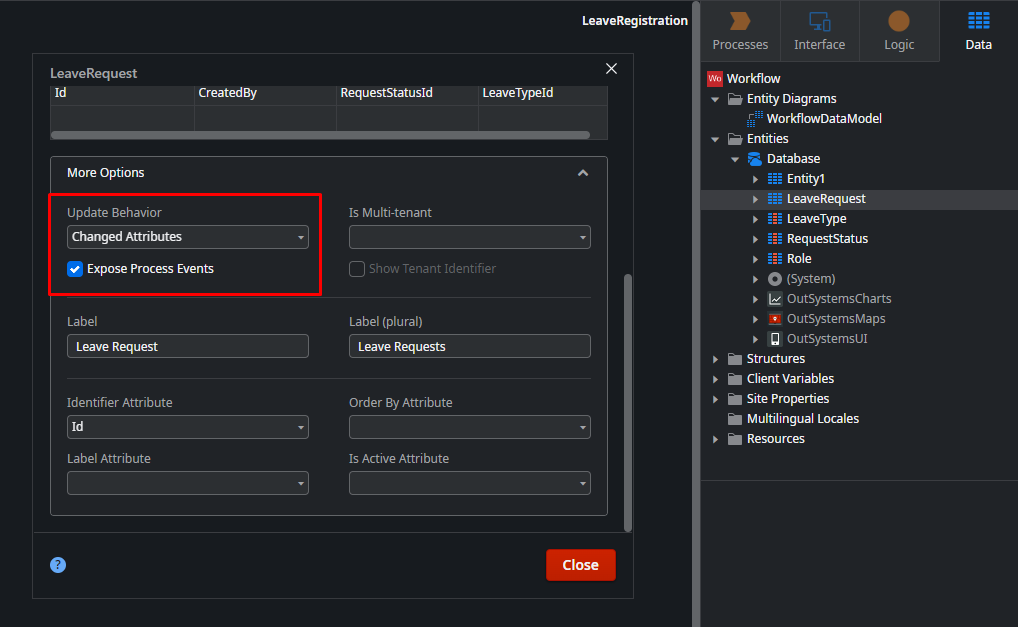 LeaveRegistration
LeaveRequest
Id CreatedBy RequestStatusId LeaveTypeId
More Options
Update Behavior Is Multi-tenant
Changed Attributes
Expose Process Events Show Tenant Identifier
Label Label (plural)
Leave Request Leave Requests
Identifier Attribute Order By Attribute
Id
Label Attribute Is Active Attribute
?
Close
Processes Interface Logic Data
Wo Workflow
Entity Diagrams
WorkflowDataModel
Entities
Database
Entity1
LeaveRequest
LeaveType
RequestStatus
Role
(System)
OutSystemsCharts
OutSystemsMaps
OutSystemsUI
Structures
Client Variables
Site Properties
Multilingual Locales
Resources